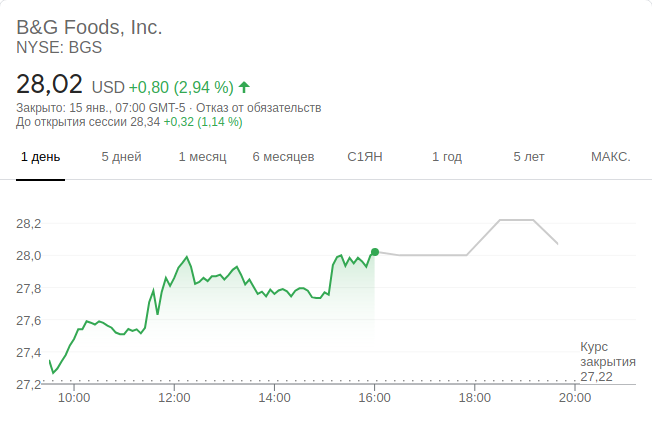 B&G Foods, Inc.
NYSE: BGS
28,02 USD +0,80 (2,94 %)
Закрыто: 15 янв., 07:00 GMT-5 · Отказ от обязательств
До открытия сессии 28,34 +0,32 (1,14 %)
1 день 5 дней 1 месяц 6 месяцев С1ЯН 1 год 5 лет МАКС.
28,2
28,0
27,8
27,6
27,4
27,2
Курс
закрытия
27,22
10:00 12:00 14:00 16:00 18:00 20:00